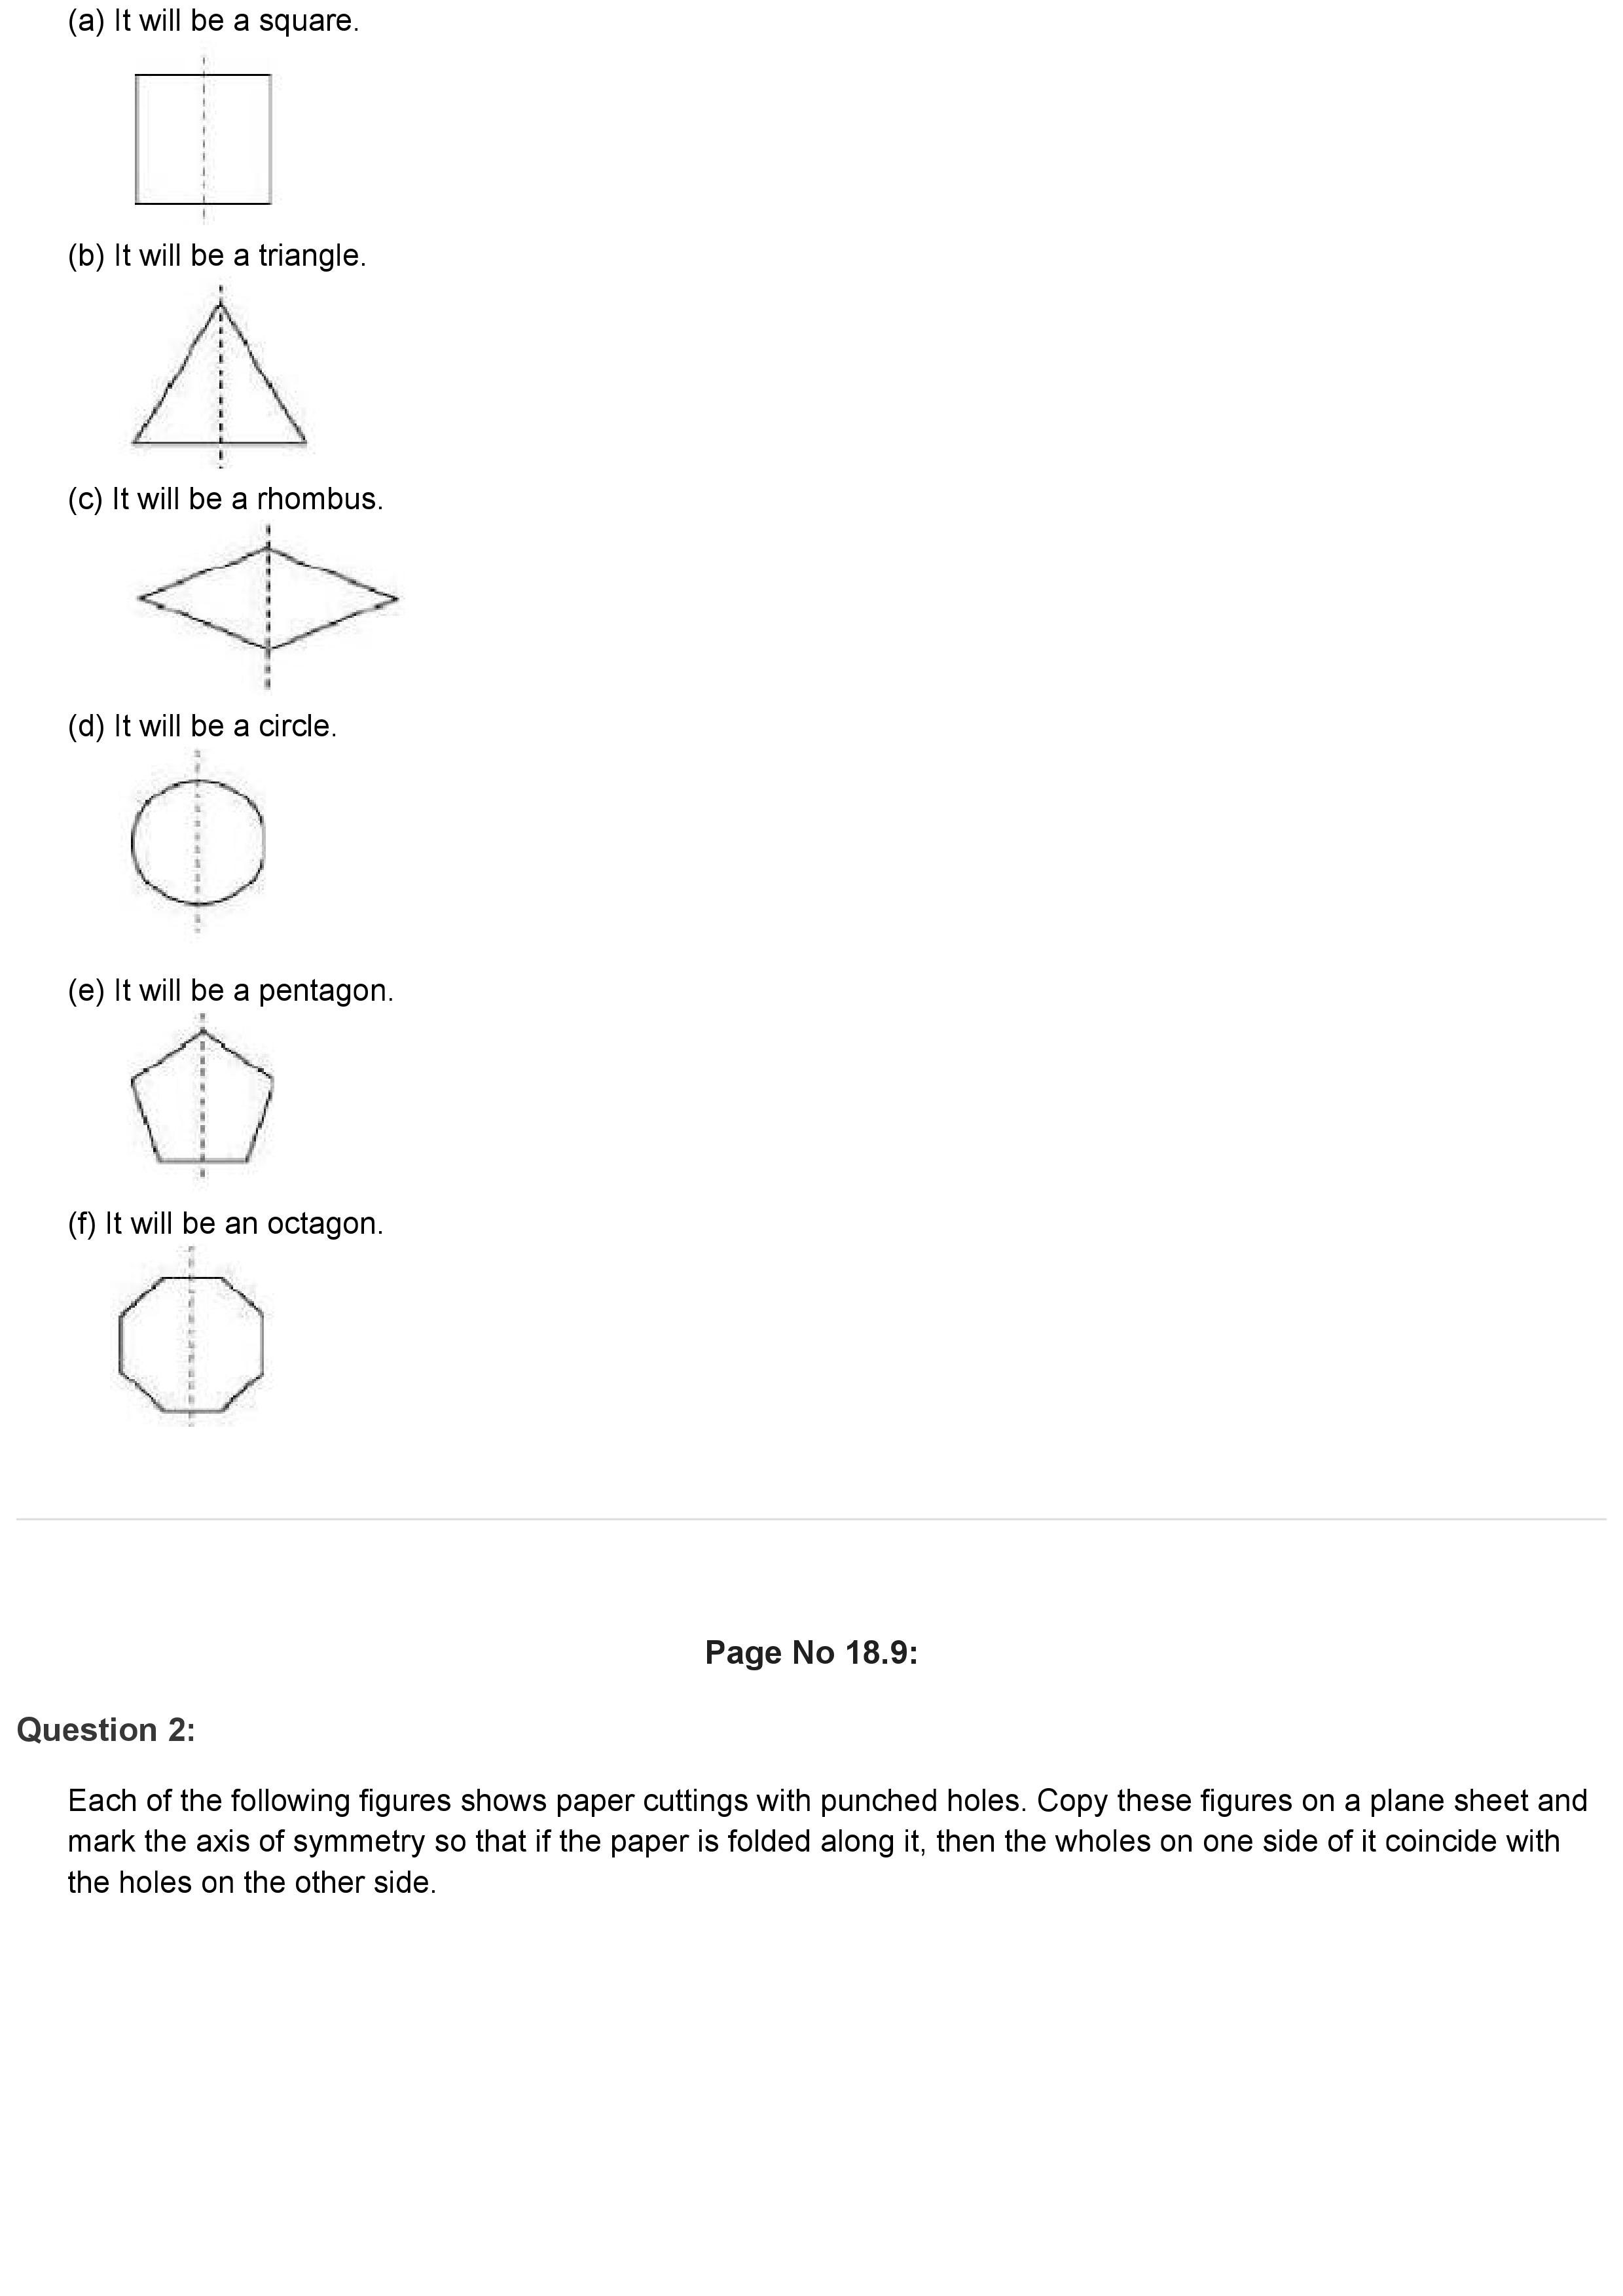 (a) It will be a square.
(b) It will be a triangle.
(c) It will be a rhombus.
(d) It will be a circle.
(e) It will be a pentagon.
(f) It will be an octagon.
Page No 18.9:
Question 2:
Each of the following figures shows paper cuttings with punched holes. Copy these figures on a plane sheet and
mark the axis of symmetry so that if the paper is folded along it, then the wholes on one side of it coincide with
the holes on the other side.